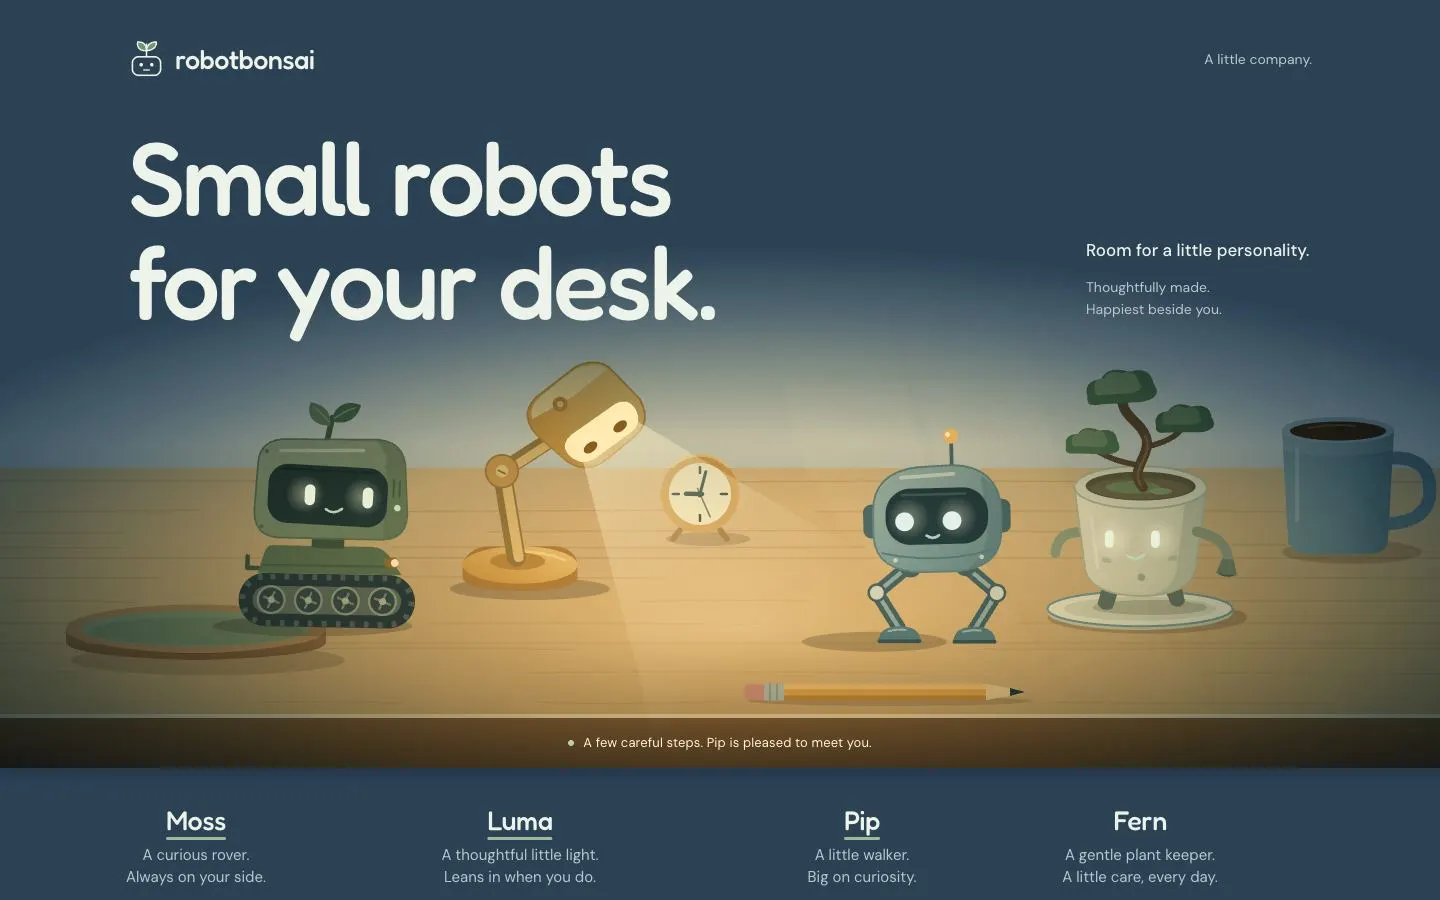 robotbonsai
A little company.
Small robots
for your desk.
Room for a little personality.
Thoughtfully made.
Happiest beside you.
A few careful steps. Pip is pleased to meet you.
Moss
A curious rover.
Always on your side.
Luma
A thoughtful little light.
Leans in when you do.
Pip
A little walker.
Big on curiosity.
Fern
A gentle plant keeper.
A little care, every day.